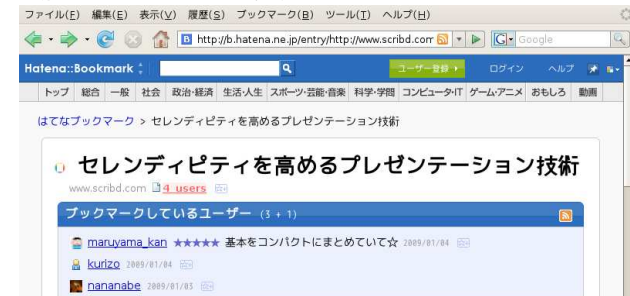 ファイル(F) 編集(E) 表示(V) 履歴(S) ブックマーク(B) ツール(T) ヘルプ(H)
http://b.hatena.ne.jp/entry/http://www.scribd.com Google
Hatena::Bookmark ユーザー登録 ログイン ヘルプ
トップ 総合 一般 社会 政治・経済 生活・人生 スポーツ・芸能・音楽 科学・学問 コンピュータ・IT ゲーム・アニメ おもしろ 動画
はてなブックマーク > セレンディピティを高めるプレゼンテーション技術
セレンディピティを高めるプレゼンテーション技術
www.scribd.com 4 users
ブックマークしているユーザー (3 + 1)
maruyama_kan ★★★★★ 基本をコンパクトにまとめていて☆ 2009/01/04
kurizo 2009/01/04
nananabe 2009/01/03